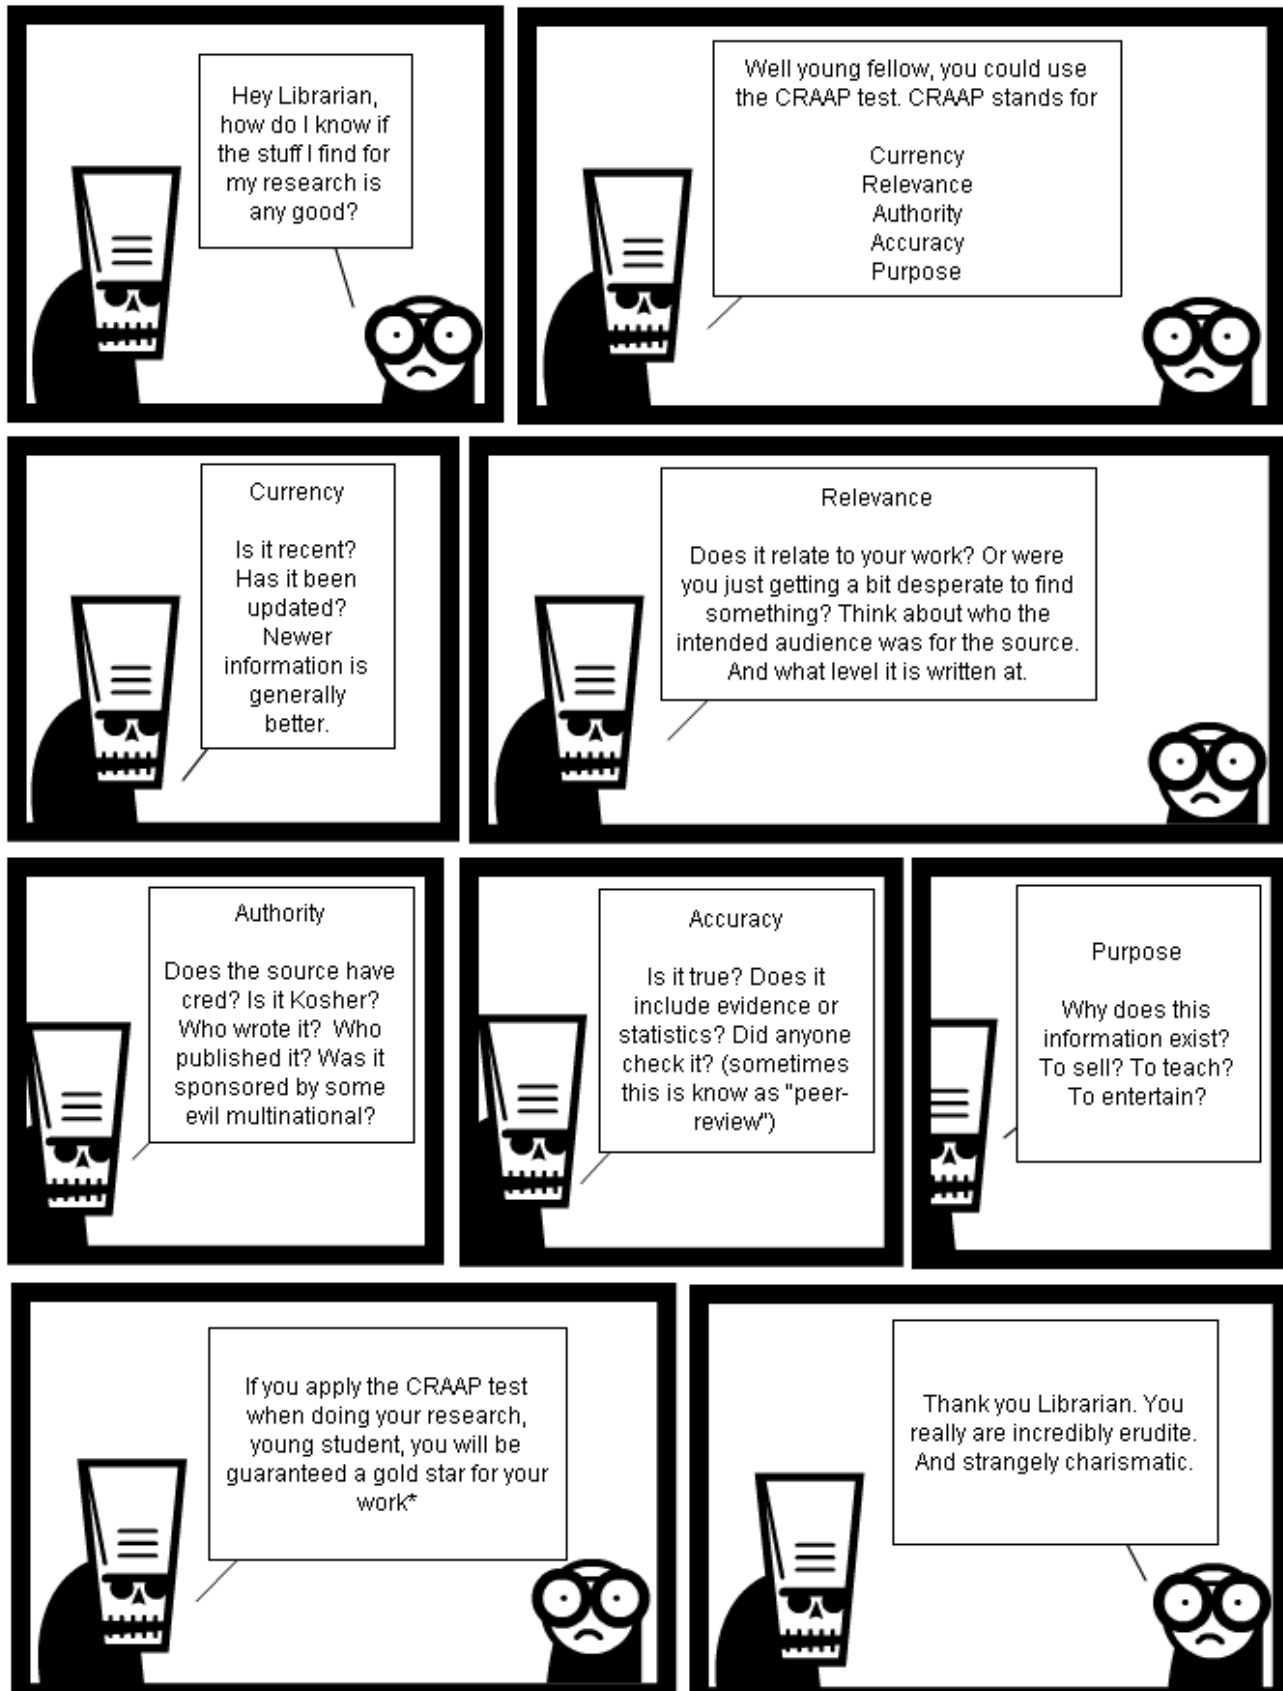 Hey Librarian,
how do I know if
the stuff I find for
my research is
any good?
Well young fellow, you could use
the CRAAP test. CRAAP stands for
Currency
Relevance
Authority
Accuracy
Purpose
Currency
Is it recent?
Has it been
updated?
Newer
information is
generally
better.
Relevance
Does it relate to your work? Or were
you just getting a bit desperate to find
something? Think about who the
intended audience was for the source.
And what level it is written at.
Authority
Does the source have
cred? Is it Kosher?
Who wrote it? Who
published it? Was it
sponsored by some
evil multinational?
Accuracy
Is it true? Does it
include evidence or
statistics? Did anyone
check it? (sometimes
this is know as "peer-
review")
Purpose
Why does this
information exist?
To sell? To teach?
To entertain?
If you apply the CRAAP test
when doing your research,
young student, you will be
guaranteed a gold star for your
work*
Thank you Librarian. You
really are incredibly erudite.
And strangely charismatic.